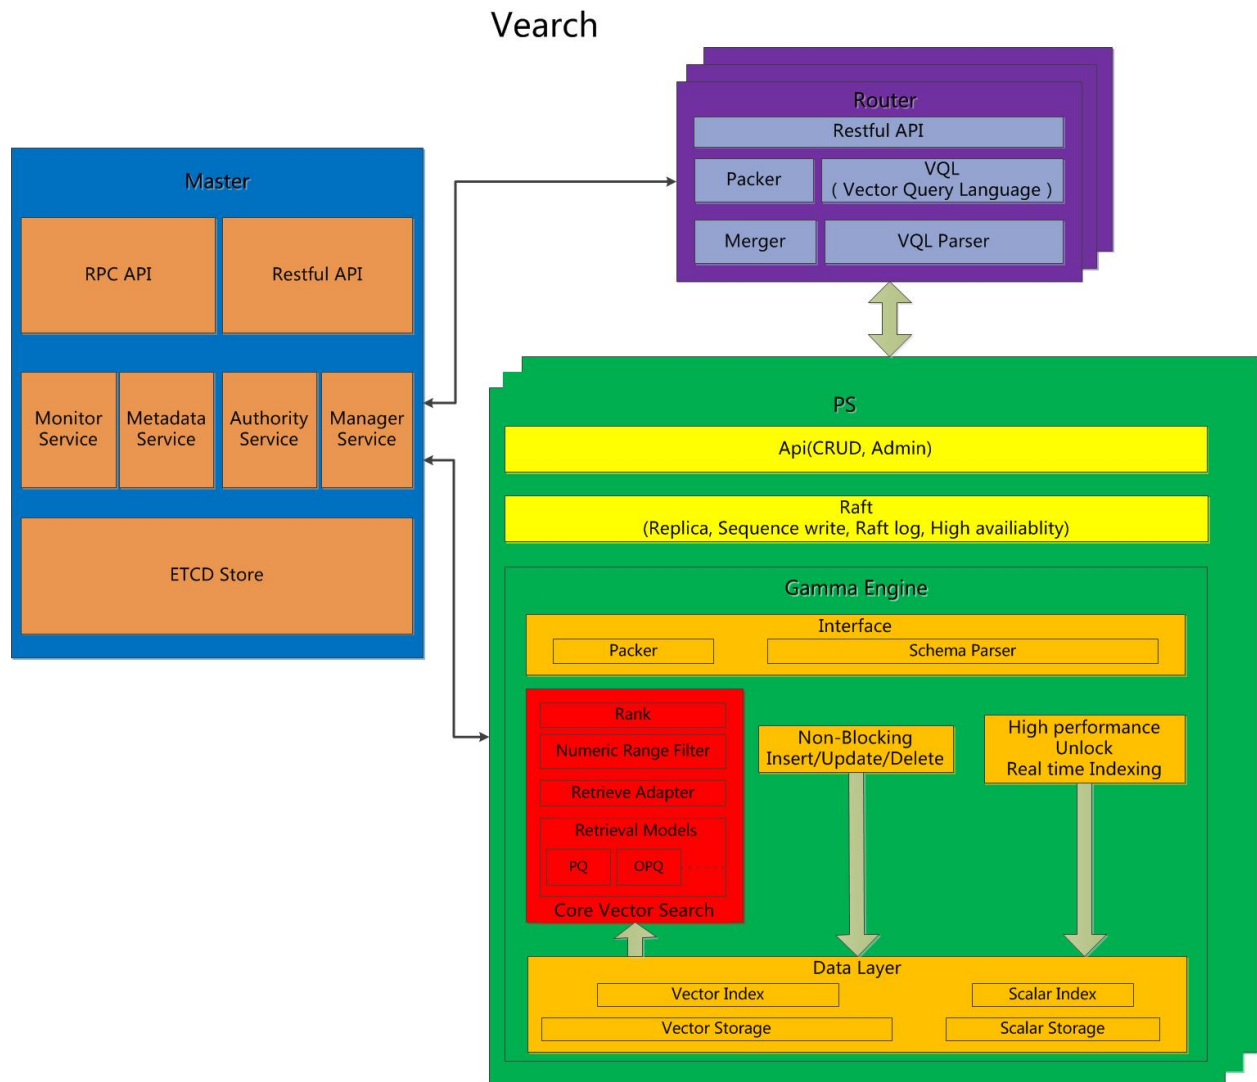 Vearch
Router
Restful API
Packer
VQL
( Vector Query Language )
Merger
VQL Parser
Master
RPC API
Restful API
Monitor
Service
Metadata
Service
Authority
Service
Manager
Service
ETCD Store
PS
Api(CRUD, Admin)
Raft
(Replica, Sequence write, Raft log, High availiablity)
Gamma Engine
Interface
Packer
Schema Parser
Rank
Numeric Range Filter
Retrieve Adapter
Retrieval Models
PQ
OPQ
Core Vector Search
Non-Blocking
Insert/Update/Delete
High performance
Unlock
Real time Indexing
Data Layer
Vector Index
Scalar Index
Vector Storage
Scalar Storage